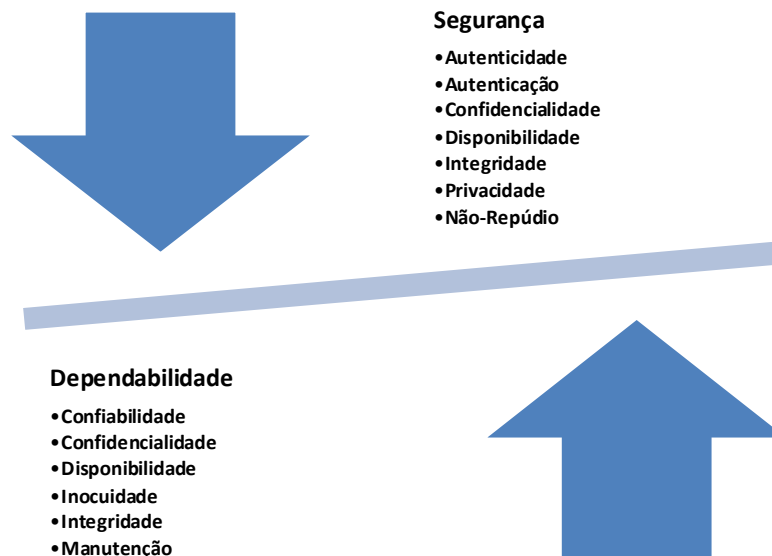 Segurança
•Autenticidade
•Autenticação
•Confidencialidade
•Disponibilidade
•Integridade
•Privacidade
•Não-Repúdio
Dependabilidade
•Confiabilidade
•Confidencialidade
•Disponibilidade
•Inocuidade
•Integridade
•Manutenção